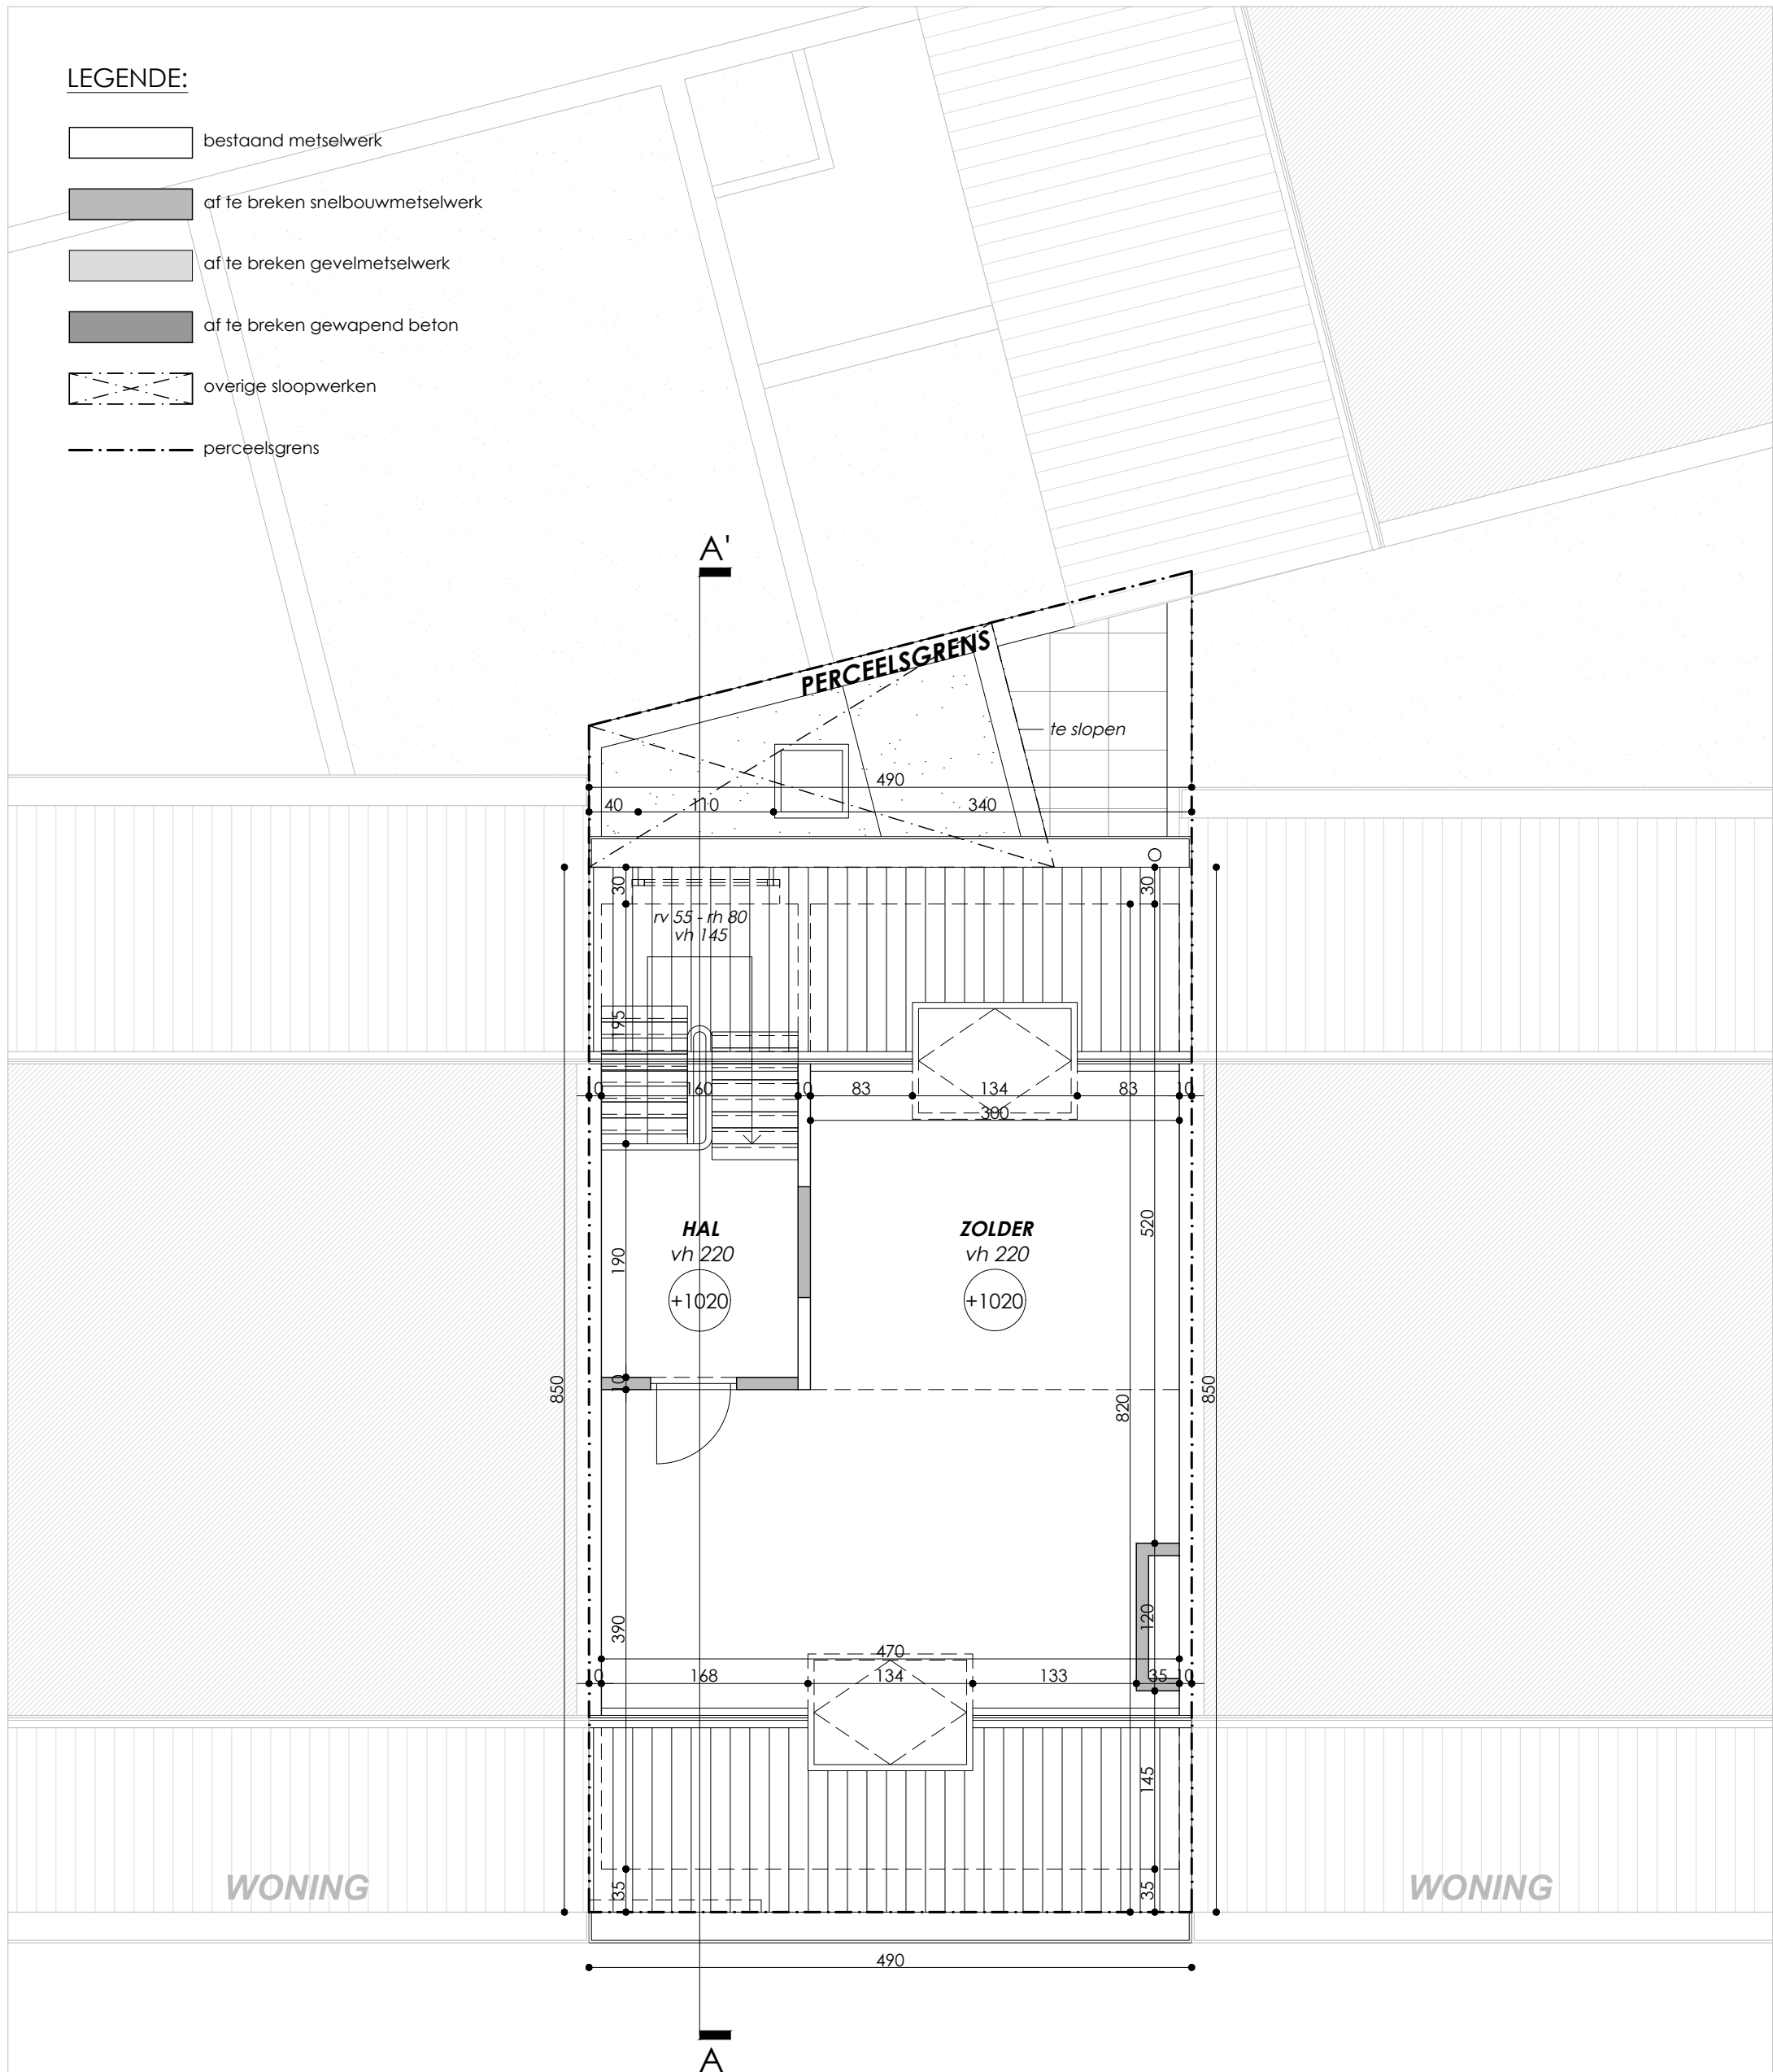 LEGENDE:
bestaand metselwerk
af te breken snelbouwmetselwerk
af te breken gevelmetselwerk
af te breken gewapend beton
overige sloopwerken
perceelsgrens
A'
PERCEELSGRENS
te slopen
490
40 110 340
30 30
rv 55 - rh 80
vh 145
195
10 160 10 83 134 83 10
300
HAL
vh 220
+1020
ZOLDER
vh 220
+1020
190
520
10
850
820
850
390
120
470
10 168 134 133 35 10
145
35
35
WONING
WONING
490
A